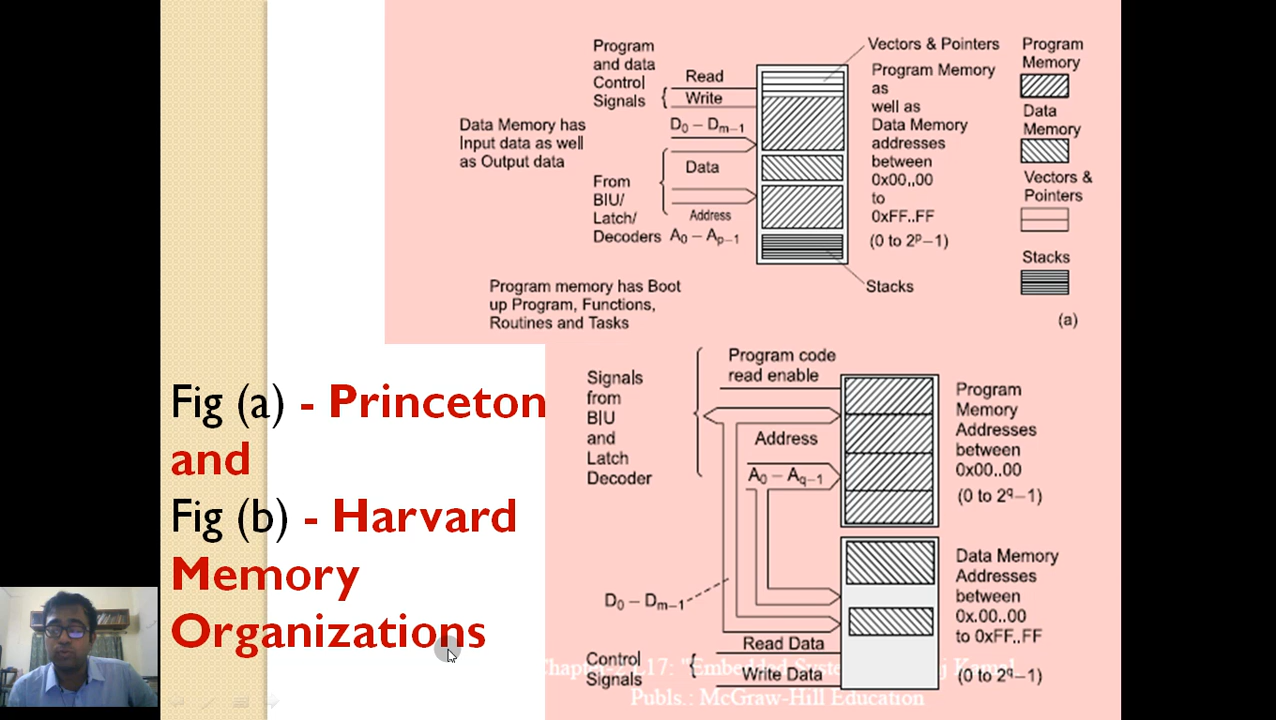 Program
and data
Control
Signals
Read
Write
D0 – Dm–1
Data Memory has
Input data as well
as Output data
Data
From
BIU/
Latch/
Decoders
Address
A0 – Ap–1
Vectors & Pointers
Program Memory
as
well as
Data Memory
addresses
between
0x00,,00
to
0xFF..FF
(0 to 2p–1)
Stacks
Program
Memory
Data
Memory
Vectors &
Pointers
Stacks
(a)
Program memory has Boot
up Program, Functions,
Routines and Tasks
Fig (a) - Princeton
and
Fig (b) - Harvard
Memory
Organizations
Signals
from
BIU
and
Latch
Decoder
Program code
read enable
Address
A0 – Aq–1
D0 – Dm–1
Read Data
Control
Signals
Write Data
Program
Memory
Addresses
between
0x00..00
(0 to 2q–1)
Data Memory
Addresses
between
0x.00..00
to 0xFF..FF
(0 to 2q–1)
L17: "Embedded
Kamal
Publs.: McGraw-Hill Education